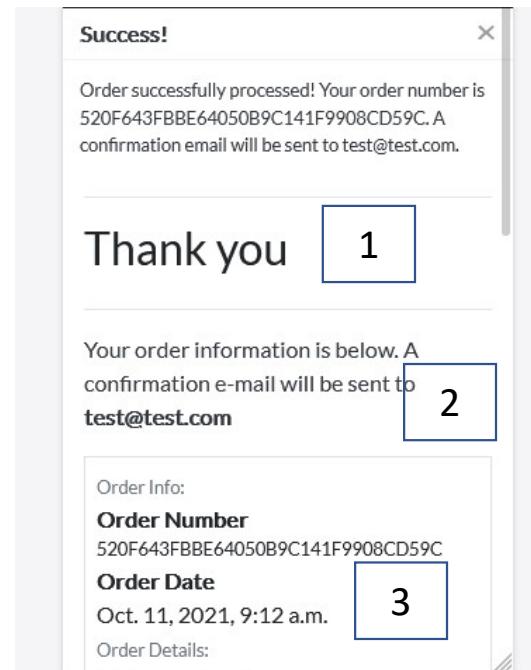 Success! ×
Order successfully processed! Your order number is
520F643FBBE64050B9C141F9908CD59C. A
confirmation email will be sent to test@test.com.
Thank you 1
Your order information is below. A
confirmation e-mail will be sent to
test@test.com 2
Order Info:
Order Number
520F643FBBE64050B9C141F9908CD59C
Order Date
Oct. 11, 2021, 9:12 a.m. 3
Order Details: